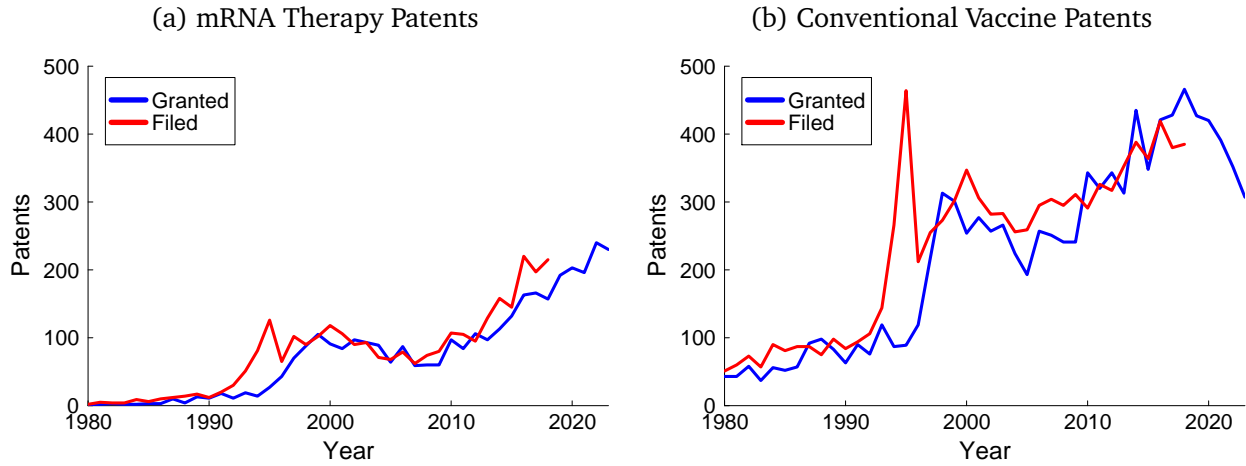 (a) mRNA Therapy Patents
500
400
300
200
100
0
Patents
Granted
Filed
1980 1990 2000 2010 2020
Year
(b) Conventional Vaccine Patents
500
400
300
200
100
0
Patents
Granted
Filed
1980 1990 2000 2010 2020
Year